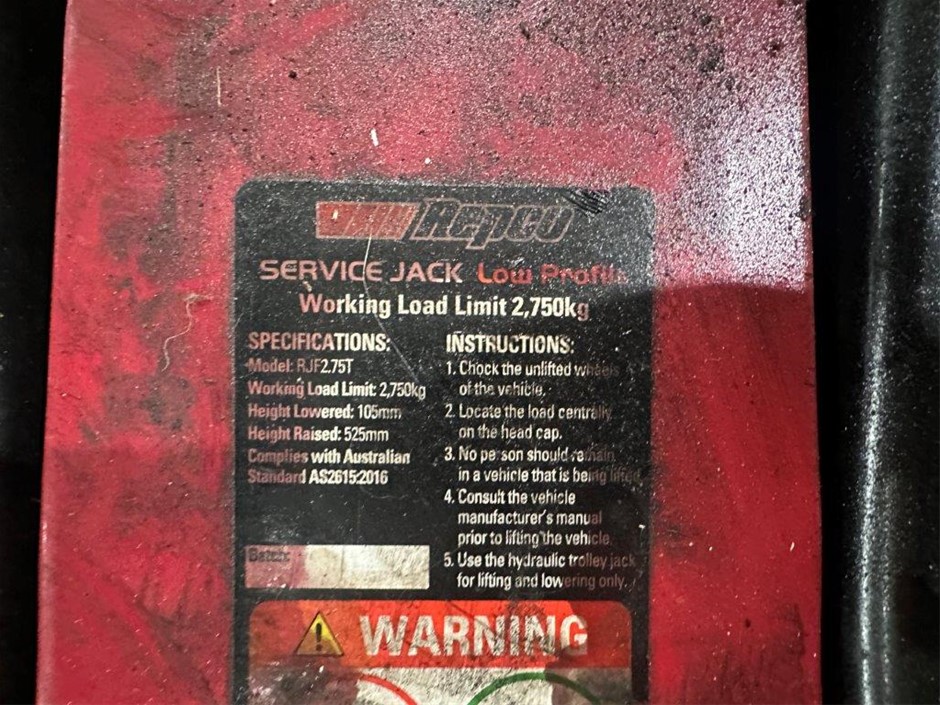 Repco
SERVICE JACK Low Profile
Working Load Limit 2,750kg
SPECIFICATIONS:
Model: RJF2.75T
Working Load Limit: 2,750kg
Height Lowered: 105mm
Height Raised: 525mm
Complies with Australian
Standard AS2615:2016
Batch:
INSTRUCTIONS:
1. Chock the unlifted wheels
of the vehicle.
2. Locate the load centrally
on the head cap.
3. No person should remain
in a vehicle that is being lifted.
4. Consult the vehicle
manufacturer's manual
prior to lifting the vehicle.
5. Use the hydraulic trolley jack
for lifting and lowering only.
WARNING